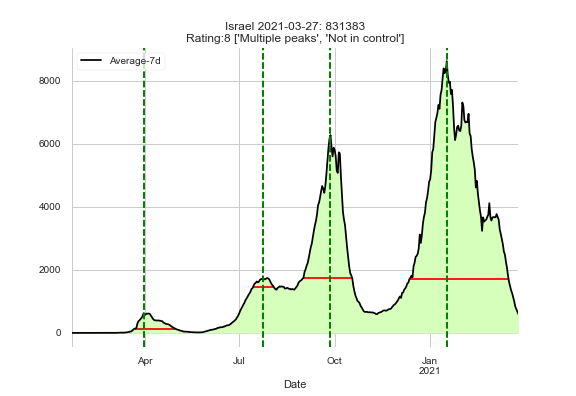 Israel 2021-03-27: 831383
Rating:8 ['Multiple peaks', 'Not in control']
Average-7d
8000
6000
4000
2000
0
Apr Jul Oct Jan
2021
Date